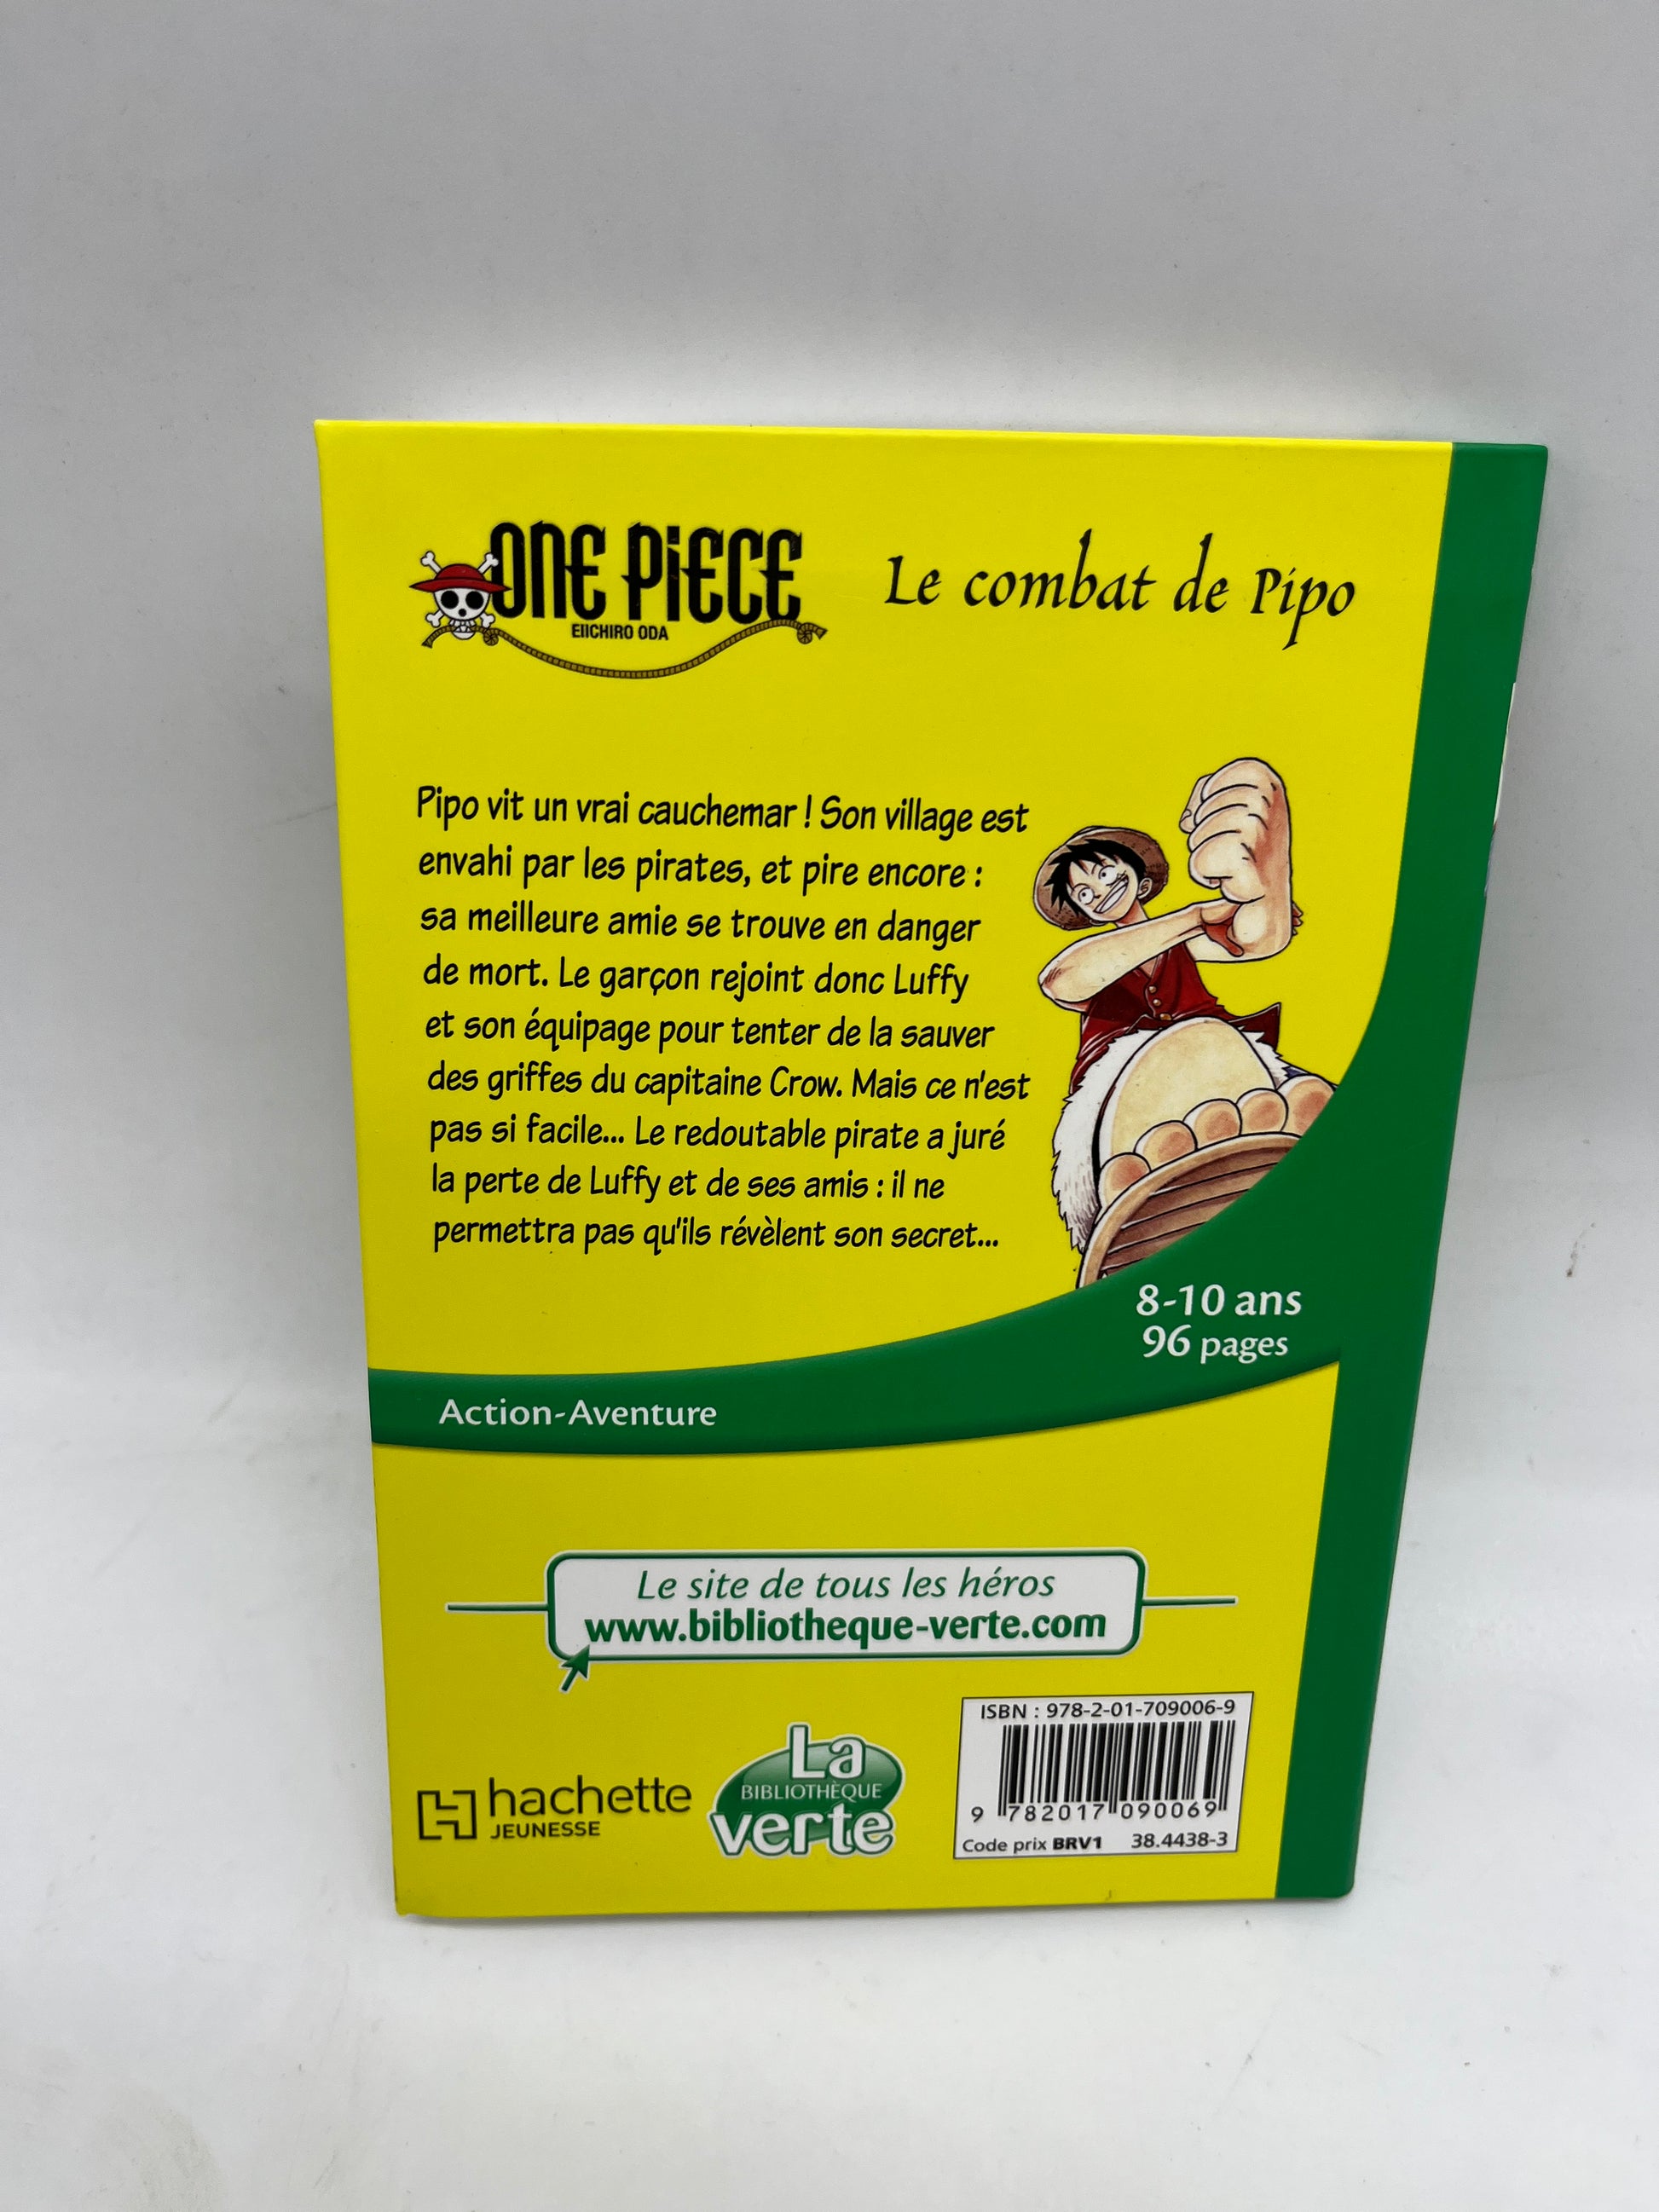 ONE PIECE
EIICHIRO ODA
Le combat de Pipo
Pipo vit un vrai cauchemar ! Son village est
envahi par les pirates, et pire encore :
sa meilleure amie se trouve en danger
de mort. Le garçon rejoint donc Luffy
et son équipage pour tenter de la sauver
des griffes du capitaine Crow. Mais ce n'est
pas si facile... Le redoutable pirate a juré
la perte de Luffy et de ses amis : il ne
permettra pas qu'ils révèlent son secret...
8-10 ans
96 pages
Action-Aventure
Le site de tous les héros
www.bibliotheque-verte.com
hachette
JEUNESSE
La
BIBLIOTHÈQUE
verte
ISBN : 978-2-01-709006-9
9 782017 090069
Code prix BRV1 38.4438-3